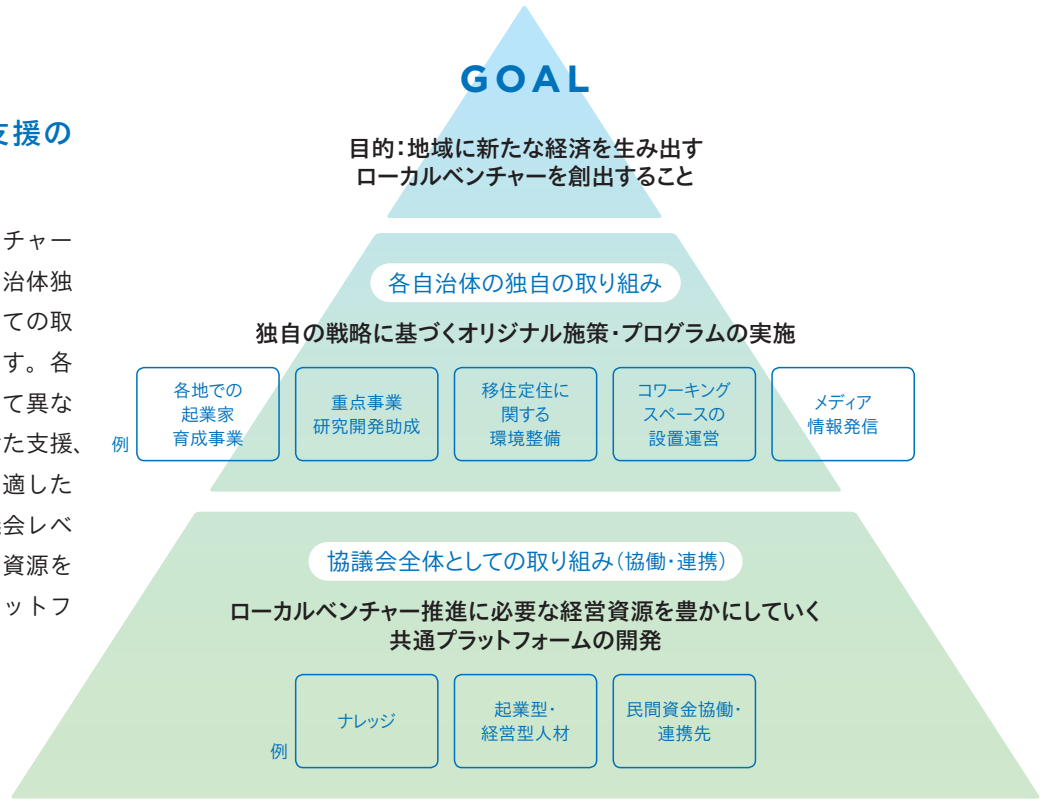 支援の
チャー
治体独
ての取
す。各
て異な
た支援、
適した
会レベ
資源を
ットフ
GOAL
目的：地域に新たな経済を生み出す
ローカルベンチャーを創出すること
各自治体の独自の取り組み
独自の戦略に基づくオリジナル施策・プログラムの実施
例
各地での
起業家
育成事業
重点事業
研究開発助成
移住定住に
関する
環境整備
コワーキング
スペースの
設置運営
メディア
情報発信
協議会全体としての取り組み（協働・連携）
ローカルベンチャー推進に必要な経営資源を豊かにしていく
共通プラットフォームの開発
例
ナレッジ
起業型・
経営型人材
民間資金協働・
連携先